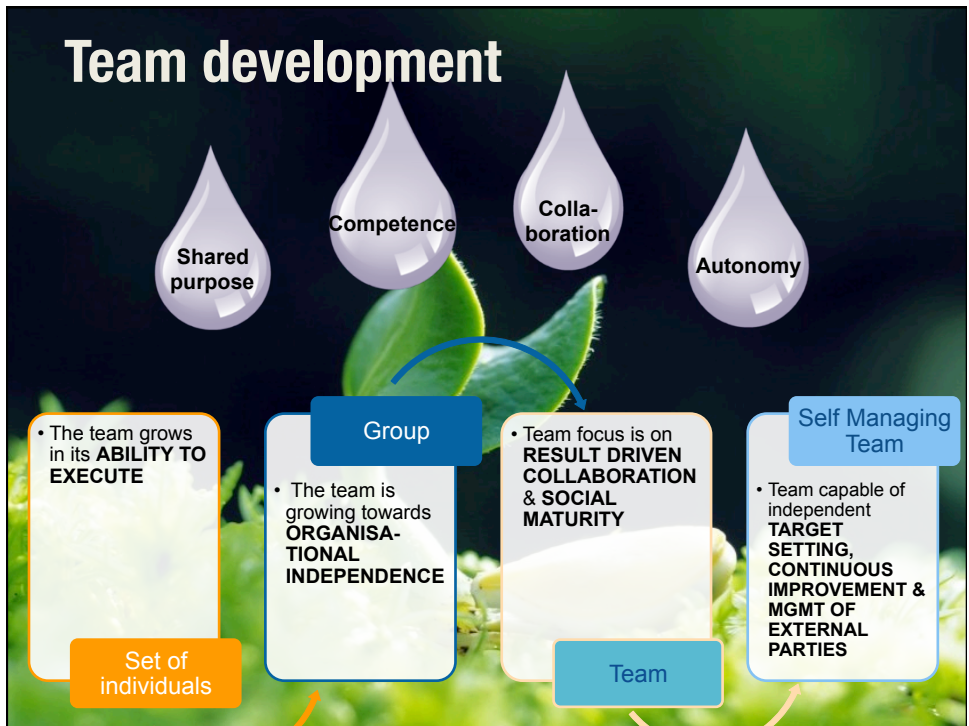 Team development
Shared
purpose
Competence
Colla-
boration
Autonomy
• The team grows
in its ABILITY TO
EXECUTE
Set of
individuals
Group
• The team is
growing towards
ORGANISA-
TIONAL
INDEPENDENCE
• Team focus is on
RESULT DRIVEN
COLLABORATION
& SOCIAL
MATURITY
Team
Self Managing
Team
• Team capable of
independent
TARGET
SETTING,
CONTINUOUS
IMPROVEMENT &
MGMT OF
EXTERNAL
PARTIES